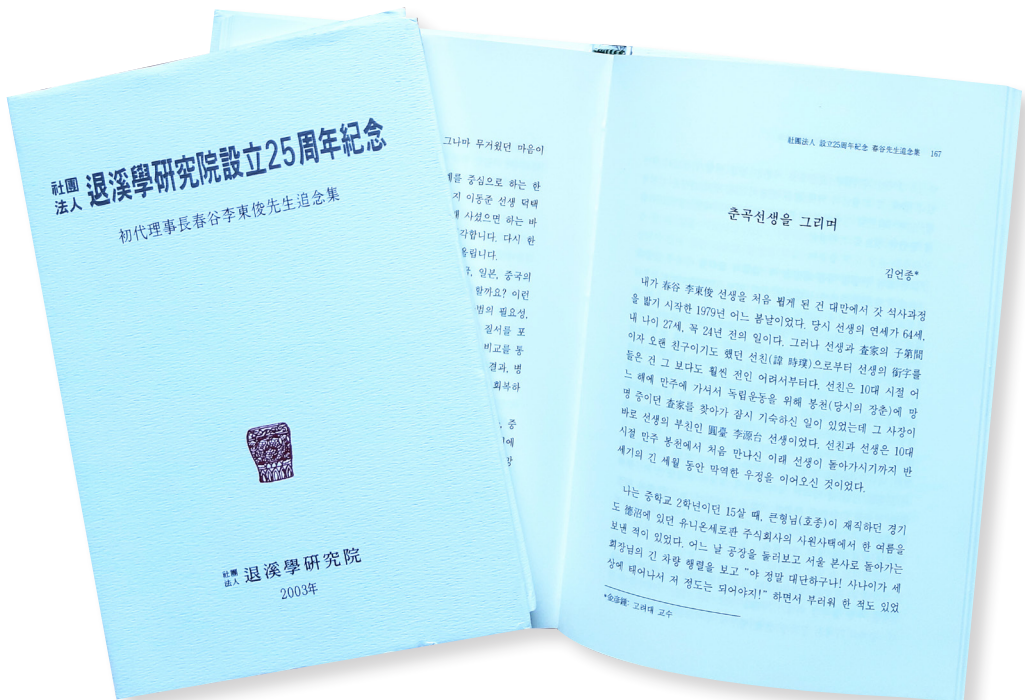 社團
法人 退溪學硏究院設立25周年紀念
初代理事長春谷李東俊先生追念集
社團
法人 退溪學硏究院
2003年
그나마 무거웠던 마음이
를 중심으로 하는 한
지 이동준 선생 덕택
사셨으면 하는 바
각합니다. 다시 한
올립니다.
일본, 중국의
할까요? 이런
범의 필요성,
질서를 포
비교를 통
결과, 명
회복하
중
社團法人 設立25周年紀念 春谷先生追念集 167
춘곡선생을 그리며
김언종*
내가 春谷 李東俊 선생을 처음 뵙게 된 건 대만에서 갓 석사과정
을 밟기 시작한 1979년 어느 봄날이었다. 당시 선생의 연세가 64세,
내 나이 27세, 꼭 24년 전의 일이다. 그러나 선생과 査家의 子弟間
이자 오랜 친구이기도 했던 선친(諱 時璞)으로부터 선생의 銜字를
들은 건 그 보다도 훨씬 전인 어려서부터다. 선친은 10대 시절 어
느 해에 만주에 가셔서 독립운동을 위해 봉천(당시의 장춘)에 망
명 중이던 査家를 찾아가 잠시 기숙하신 일이 있었는데 그 사장이
바로 선생의 부친인 圓臺 李源台 선생이었다. 선친과 선생은 10대
시절 만주 봉천에서 처음 만나신 이래 선생이 돌아가시기까지 반
세기의 긴 세월 동안 막역한 우정을 이어오신 것이었다.
나는 중학교 2학년이던 15살 때, 큰형님(호종)이 재직하던 경기
도 德沼에 있던 유니온세로판 주식회사의 사원사택에서 한 여름을
보낸 적이 있었다. 어느 날 공장을 둘러보고 서울 본사로 돌아가는
회장님의 긴 차량 행렬을 보고 "야 정말 대단하구나! 사나이가 세
상에 태어나서 저 정도는 되어야지!" 하면서 부러워 한 적도 있었
*金彦鍾: 고려대 교수